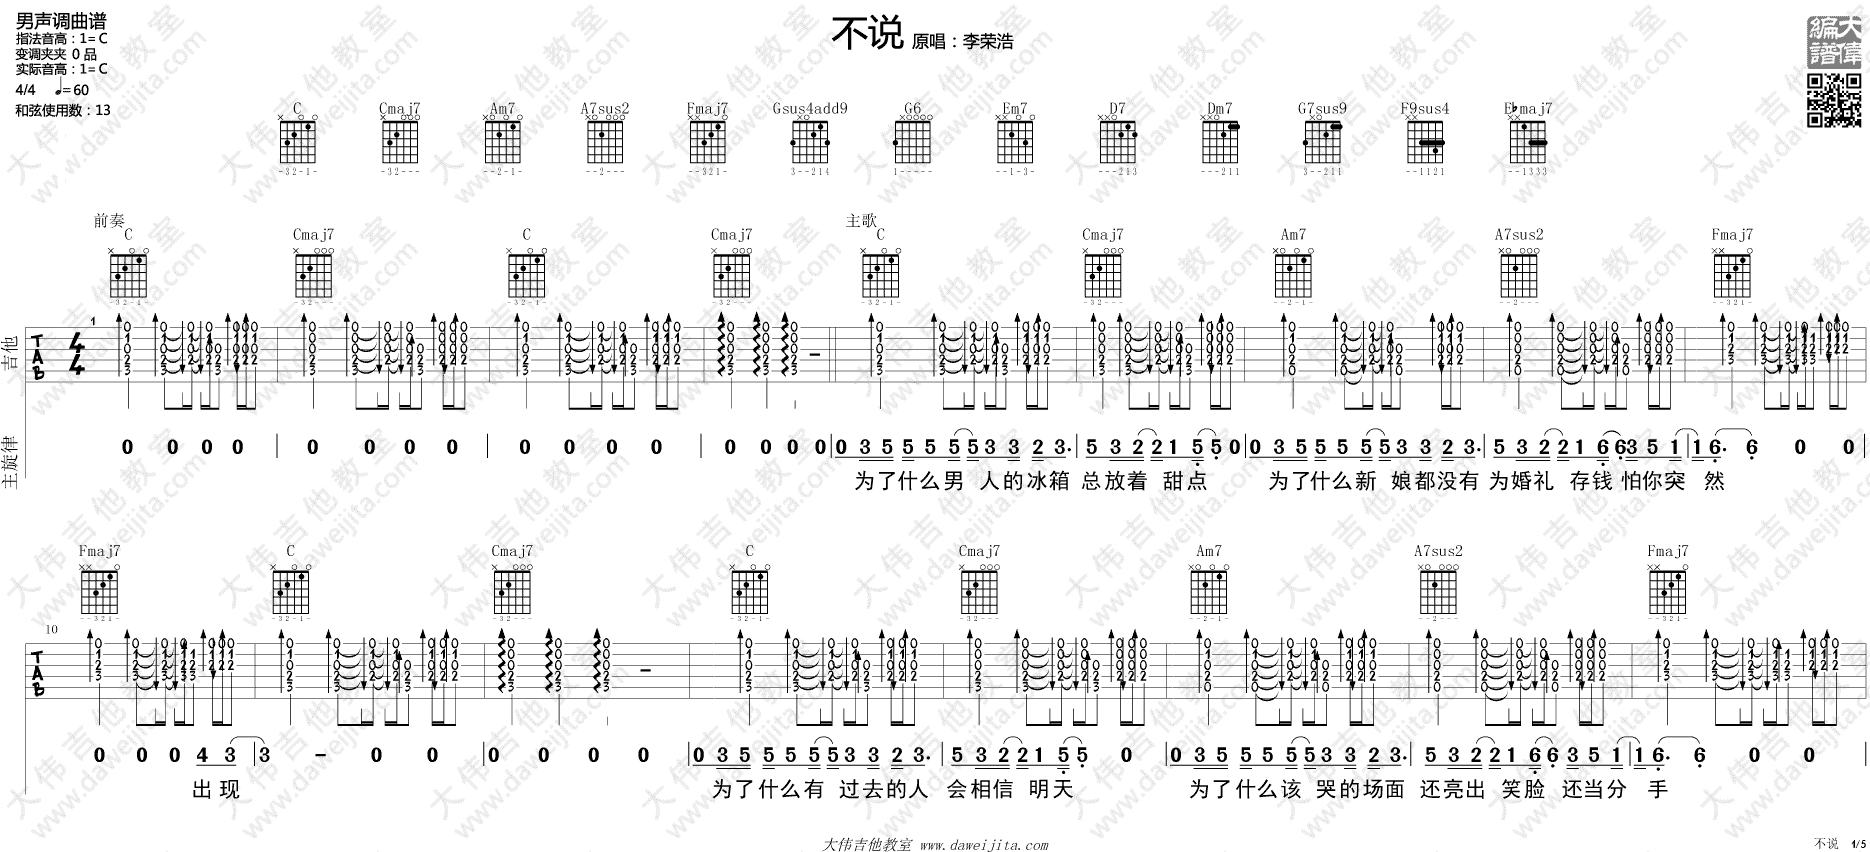 男声调曲谱
指法音高：1=C
变调夹夹 0 品
实际音高：1=C
4/4 ♩=60
和弦使用数：13
不说 原唱：李荣浩
大伟编谱
C Cmaj7 Am7 A7sus2 Fmaj7 Gsus4add9 G6 Em7 D7 Dm7 G7sus9 F9sus4 E♭maj7
前奏 主歌
C Cmaj7 C Cmaj7 C Cmaj7 Am7 A7sus2 Fmaj7
吉他
TAB 4/4
主旋律
0 0 0 0 | 0 0 0 0 | 0 0 0 0 | 0 0 0 0 | 0 3 5 5 5 5 5 3 3 2 3. | 5 3 2 2 1 5 5 0 | 0 3 5 5 5 5 5 3 3 2 3. | 5 3 2 2 1 6 6 3 5 1 | 1 6. 6 0 0
为了什么男 人的冰箱 总放着 甜点 为了什么新 娘都没有 为婚礼 存钱 怕你突 然
Fmaj7 C Cmaj7 C Cmaj7 Am7 A7sus2 Fmaj7
10
TAB
0 0 0 4 3 | 3 - 0 0 | 0 0 0 0 | 0 3 5 5 5 5 5 3 3 2 3. | 5 3 2 2 1 5 5 0 | 0 3 5 5 5 5 5 3 3 2 3. | 5 3 2 2 1 6 6 3 5 1 | 1 6. 6 0 0
出现 为了什么有 过去的人 会相信 明天 为了什么该 哭的场面 还亮出 笑脸 还当分 手
大伟吉他教室 www.daweijita.com
不说 1/5